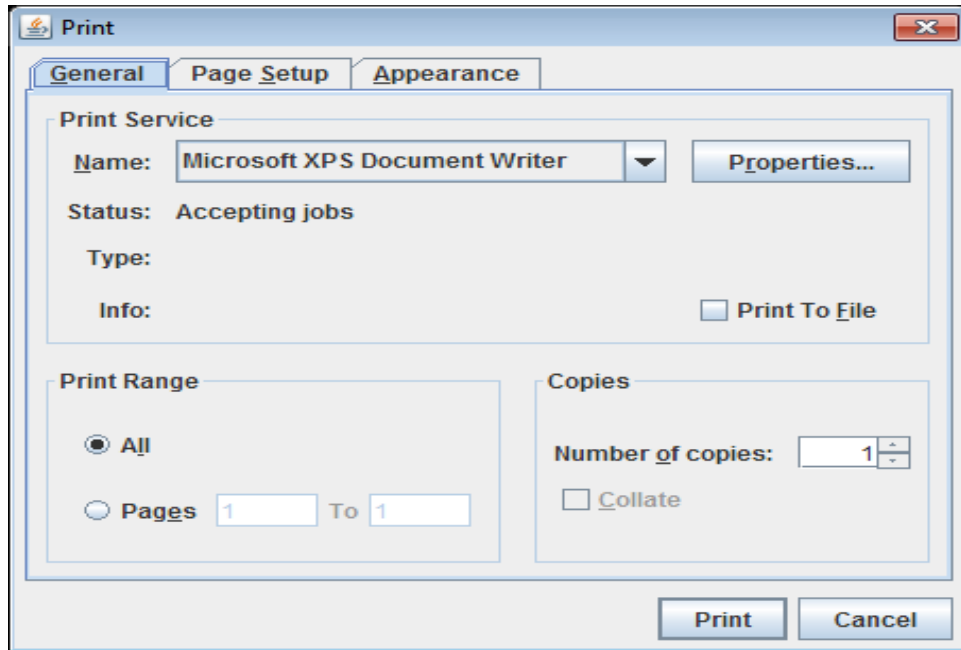 Print
General Page Setup Appearance
Print Service
Name: Microsoft XPS Document Writer Properties...
Status: Accepting jobs
Type:
Info: Print To File
Print Range Copies
All
Number of copies: 1
Pages 1 To 1 Collate
Print Cancel